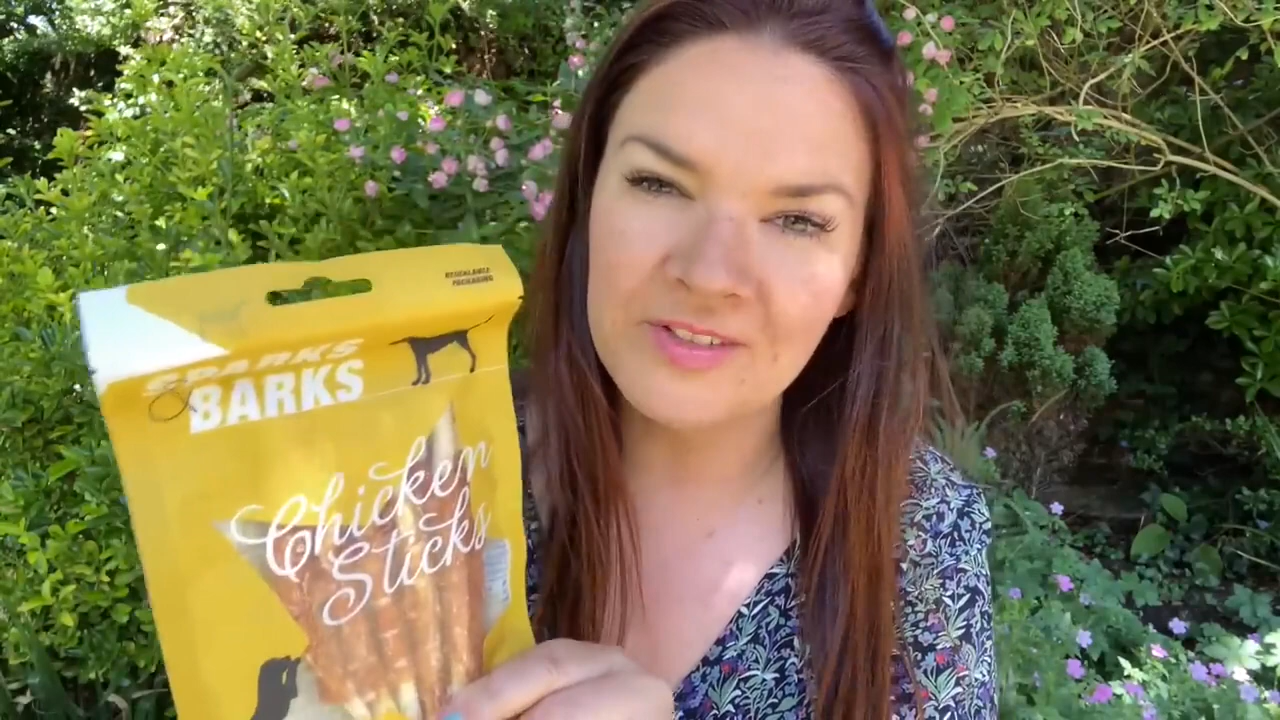 RESEALABLE
PACKAGING
SPARKS
& BARKS
Chicken
Sticks